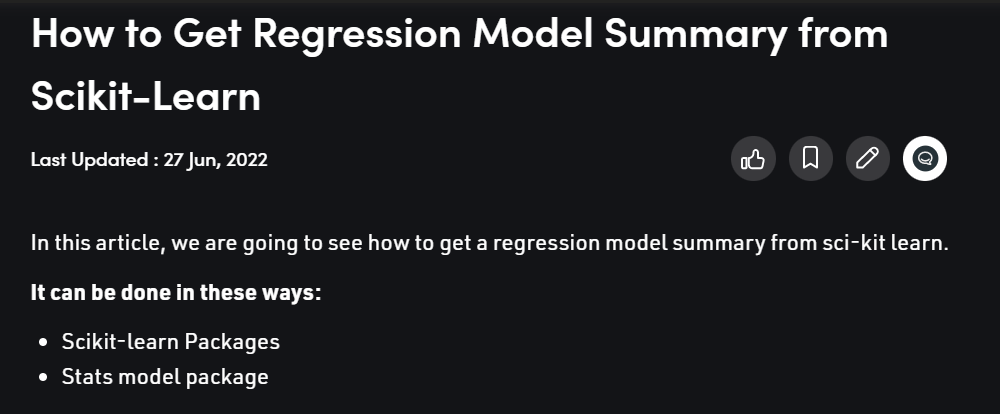 How to Get Regression Model Summary from
Scikit-Learn
Last Updated : 27 Jun, 2022
In this article, we are going to see how to get a regression model summary from sci-kit learn.
It can be done in these ways:
• Scikit-learn Packages
• Stats model package